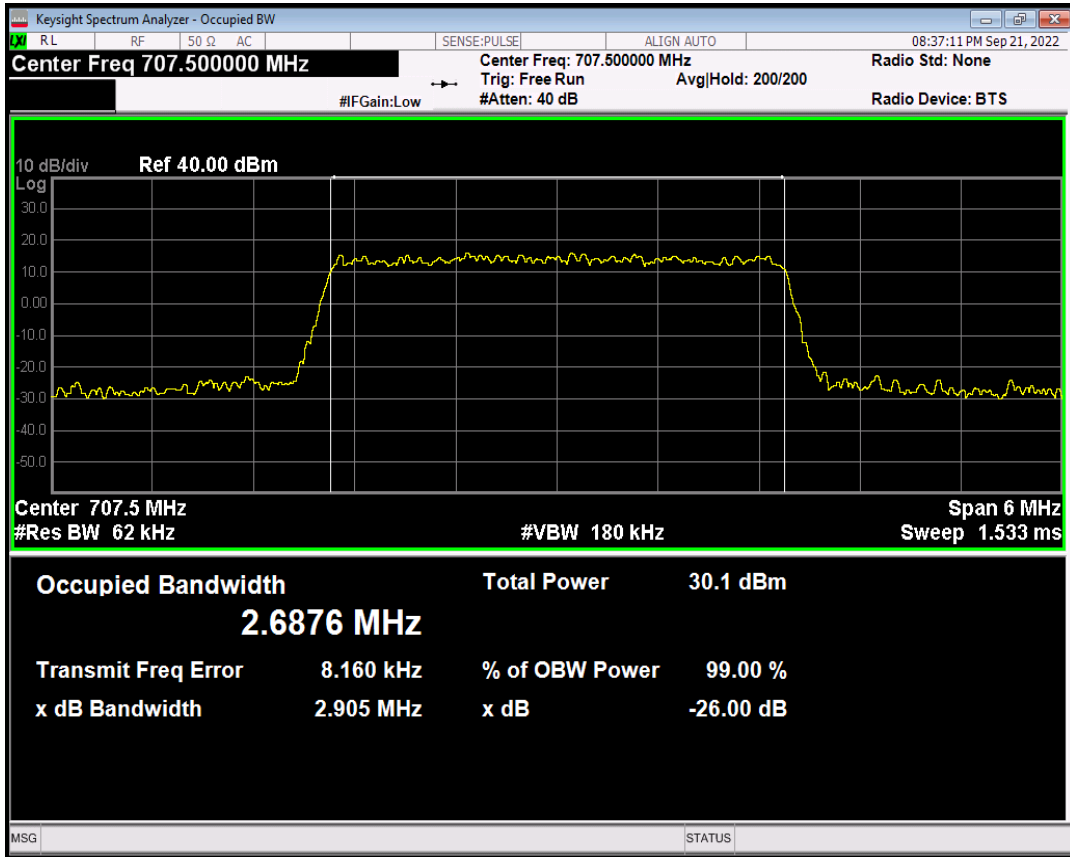 Keysight Spectrum Analyzer - Occupied BW
LXI RL RF 50 Ω AC SENSE:PULSE ALIGN AUTO 08:37:11 PM Sep 21, 2022
Center Freq 707.500000 MHz Center Freq: 707.500000 MHz Radio Std: None
Trig: Free Run Avg|Hold: 200/200
#IFGain:Low #Atten: 40 dB Radio Device: BTS
10 dB/div Ref 40.00 dBm
Log
30.0
20.0
10.0
0.00
-10.0
-20.0
-30.0
-40.0
-50.0
Center 707.5 MHz Span 6 MHz
#Res BW 62 kHz #VBW 180 kHz Sweep 1.533 ms
Occupied Bandwidth Total Power 30.1 dBm
2.6876 MHz
Transmit Freq Error 8.160 kHz % of OBW Power 99.00 %
x dB Bandwidth 2.905 MHz x dB -26.00 dB
MSG STATUS